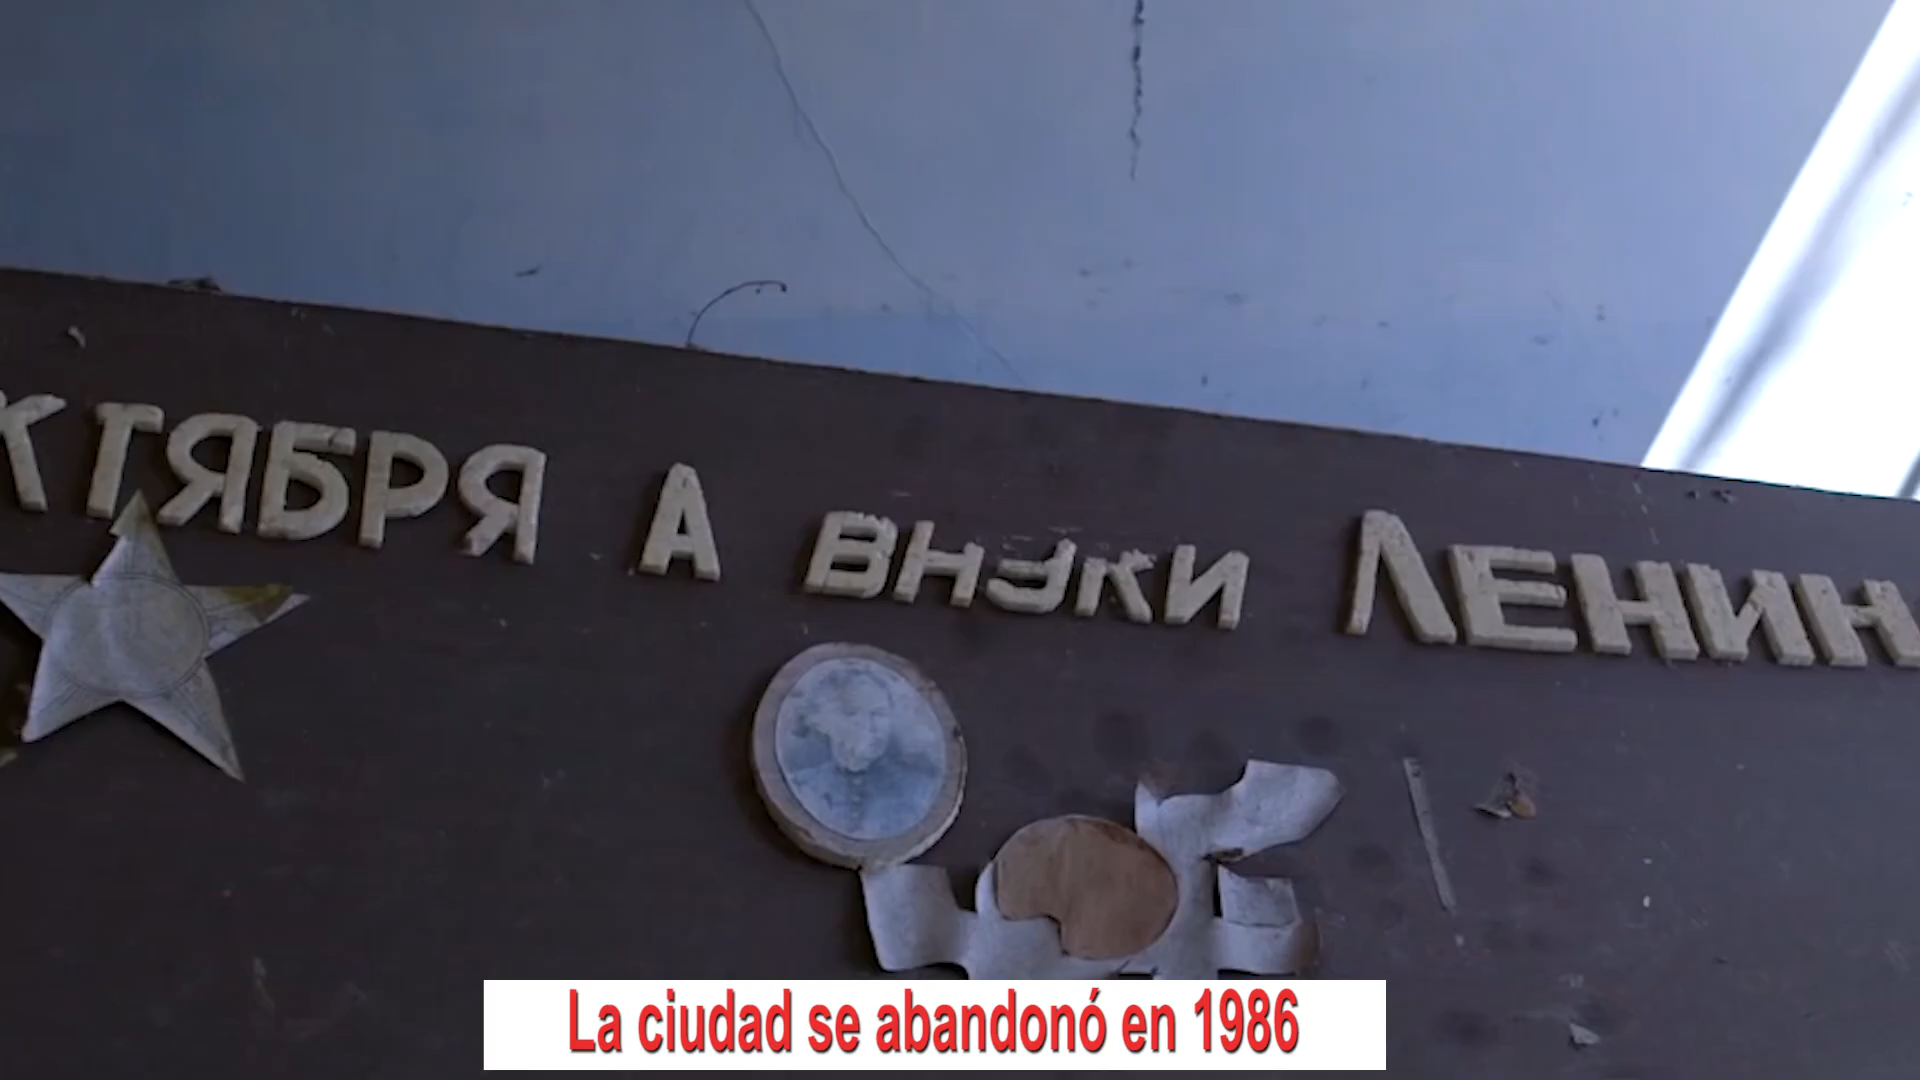 КТЯБРЯ А ВНУКИ ЛЕНИН
La ciudad se abandonó en 1986